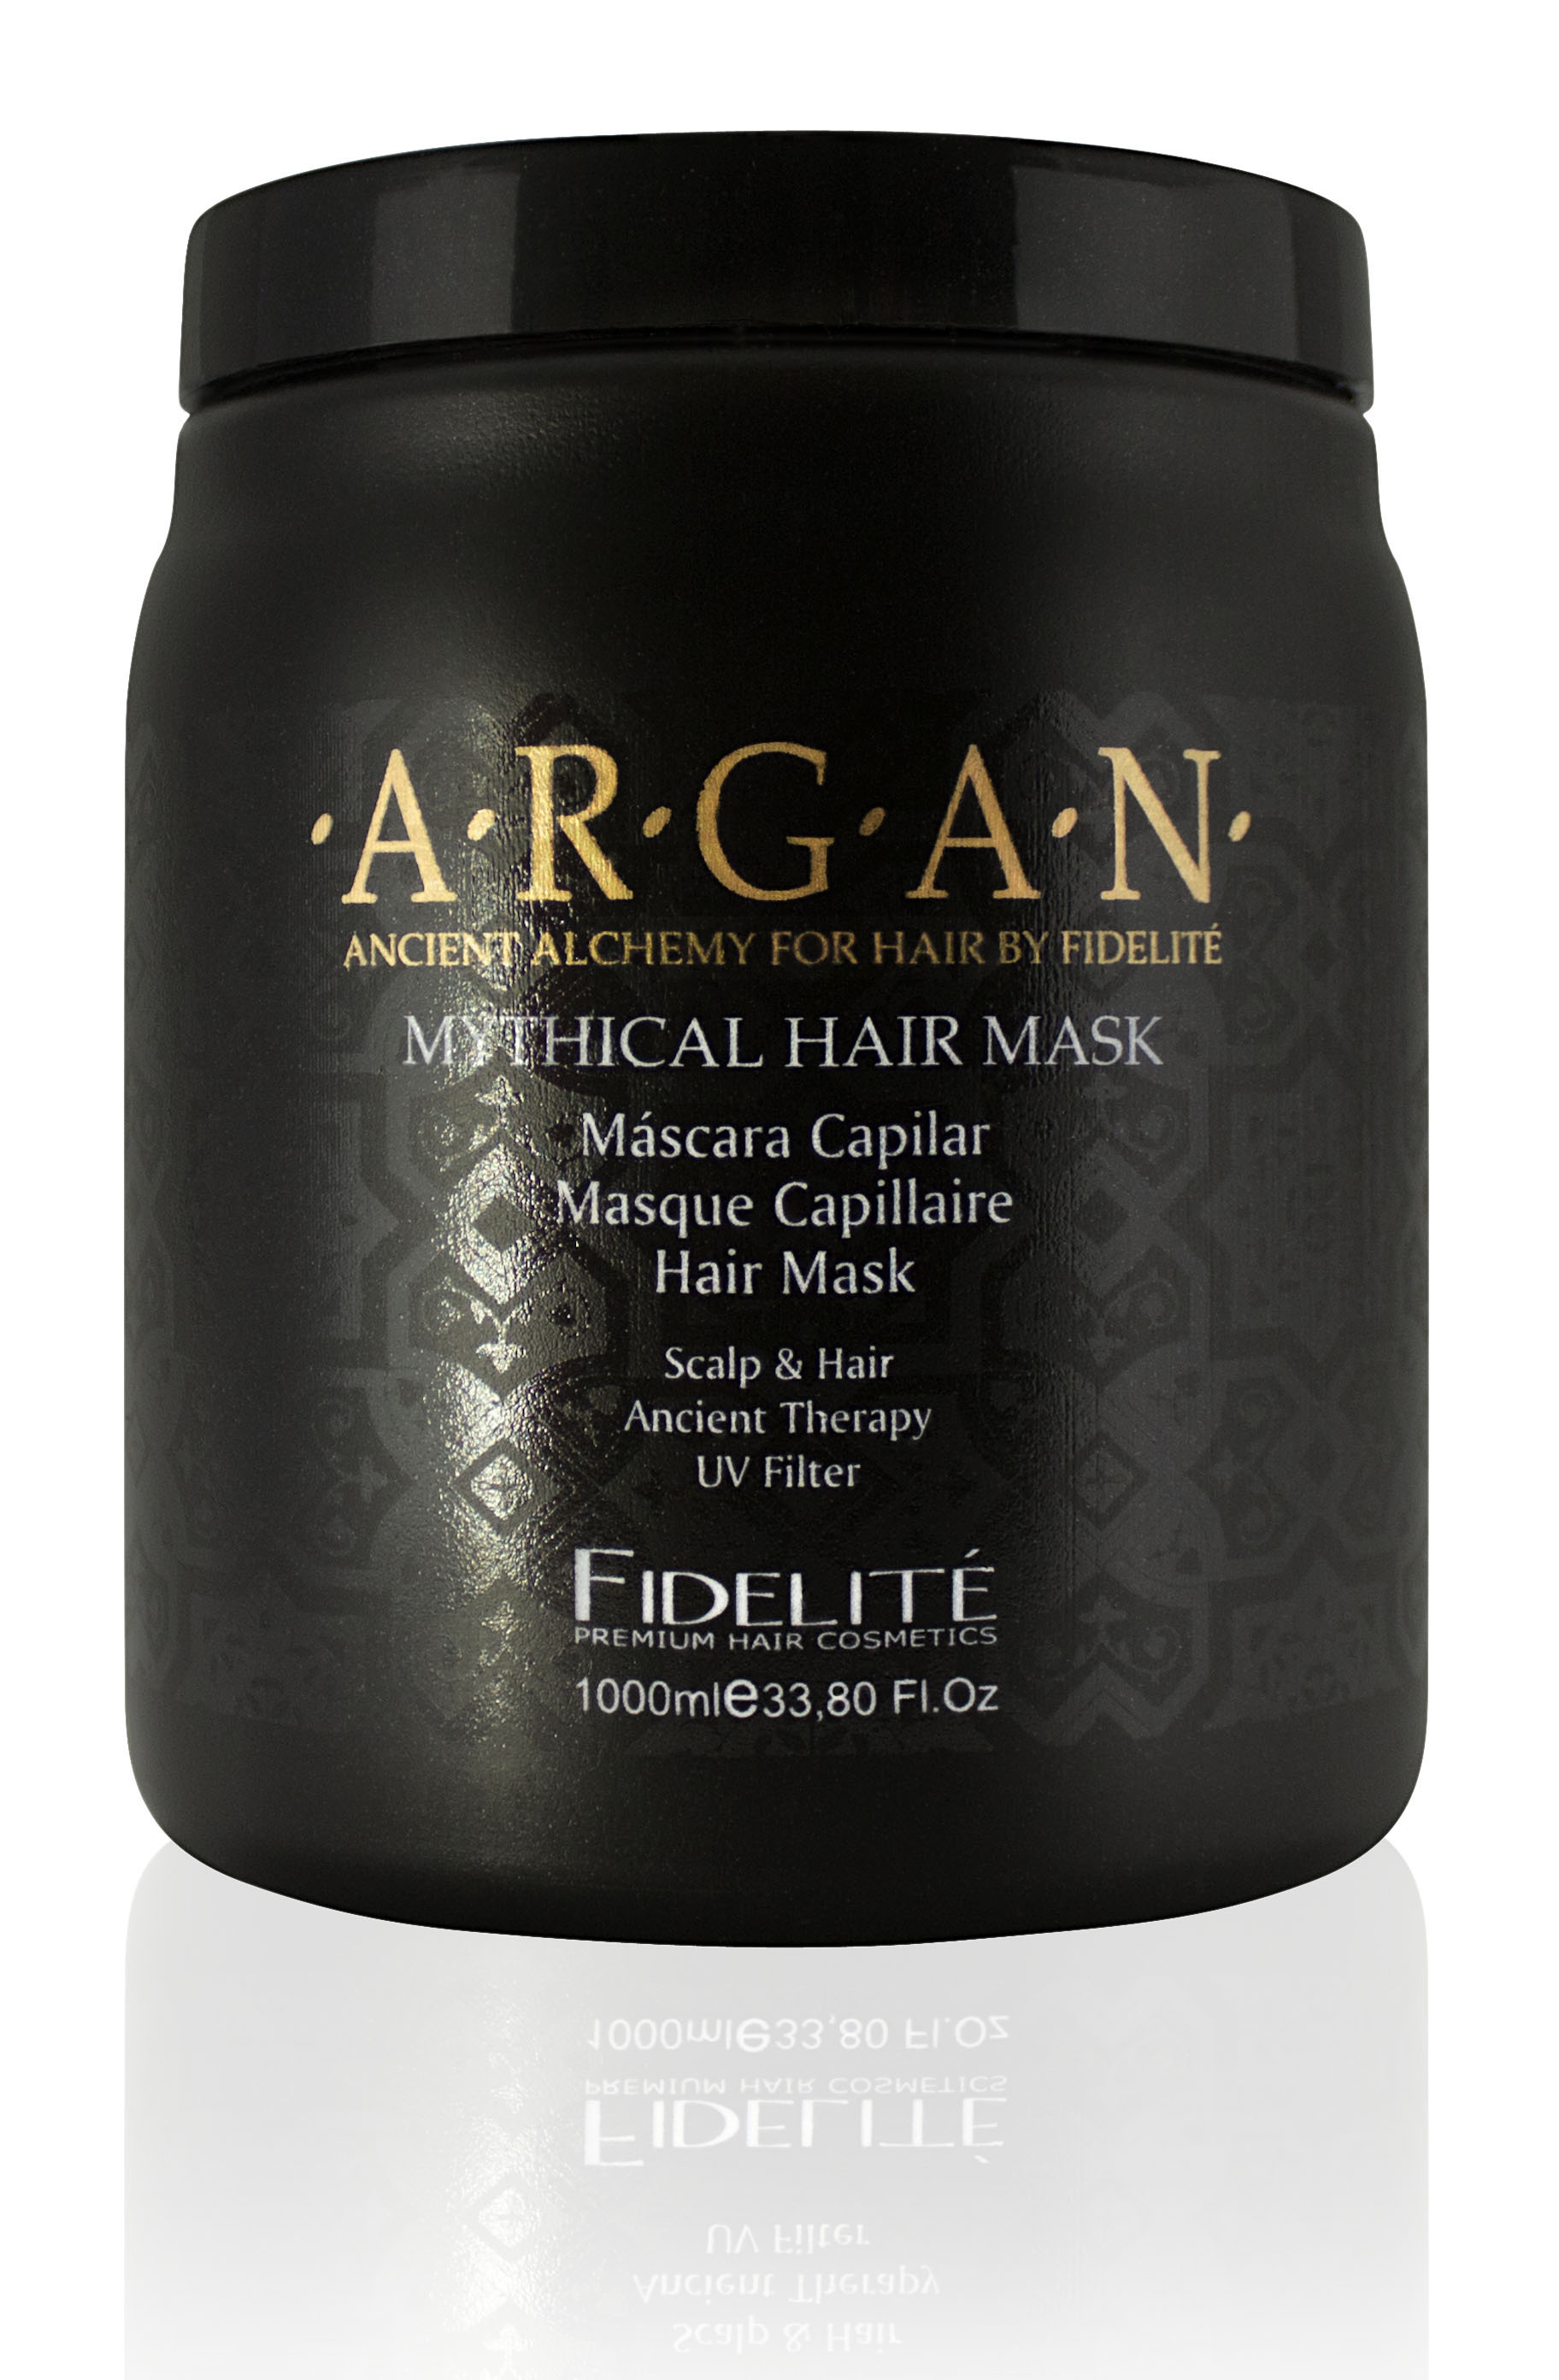 ·A·R·G·A·N·
ANCIENT ALCHEMY FOR HAIR BY FIDELITÉ
MYTHICAL HAIR MASK
Máscara Capilar
Masque Capillaire
Hair Mask
Scalp & Hair
Ancient Therapy
UV Filter
FIDELITÉ
PREMIUM HAIR COSMETICS
1000ml℮33,80 Fl.Oz